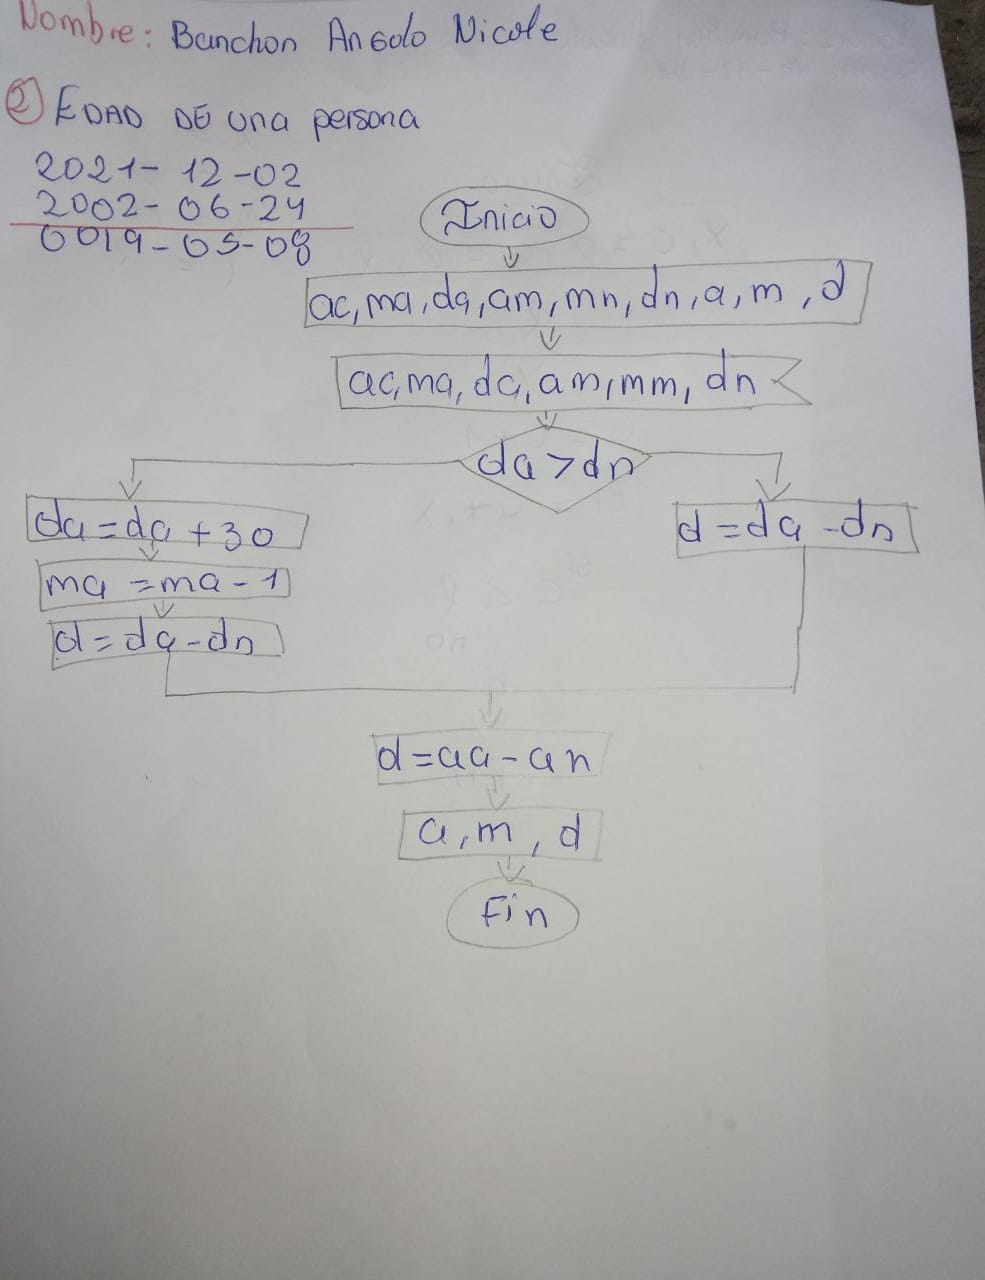 Nombre: Banchon Angolo Nicole
② EDAD DE una persona
2021- 12 -02
2002- 06 -24
0019- 05- 08
Inicio
ac, ma, da, am, mn, dn, a, m, d
ac, ma, da, am, mm, dn
da > dn
da = da + 30
d = da - dn
ma = ma - 1
d = da - dn
d = aa - an
a, m, d
Fin